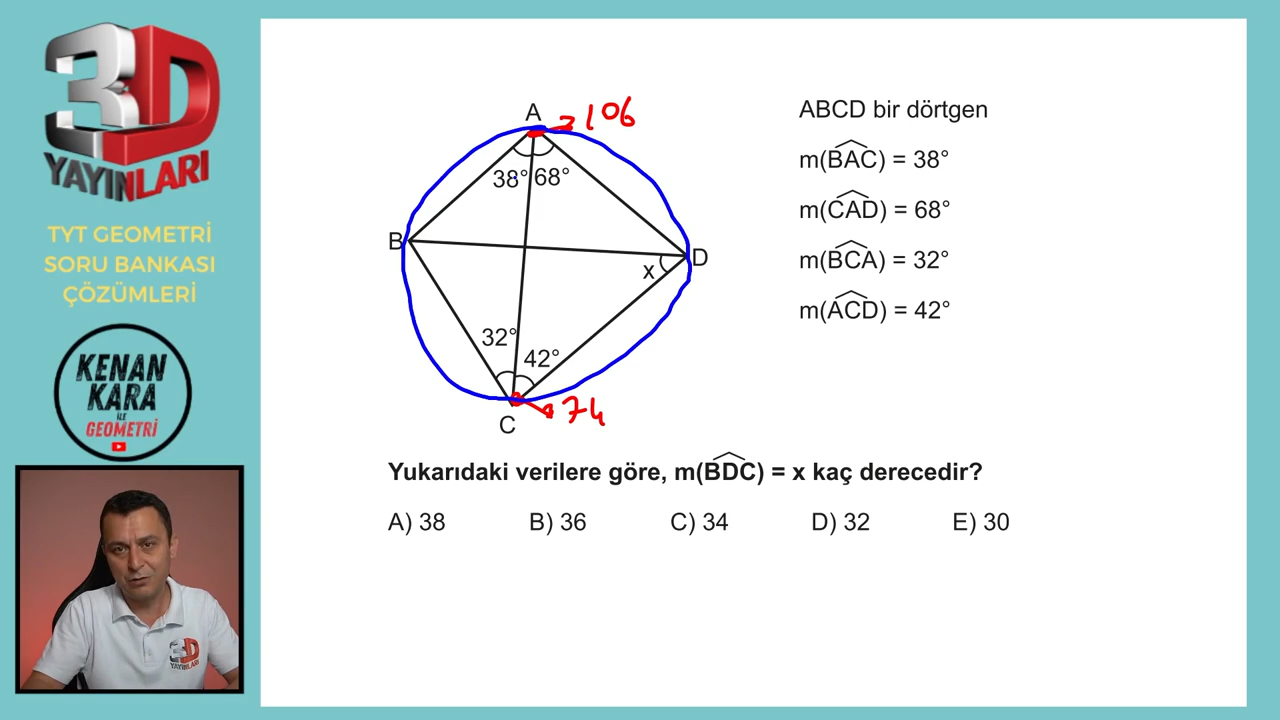 3D
YAYINLARI
TYT GEOMETRİ
SORU BANKASI
ÇÖZÜMLERİ
KENAN
KARA
İLE
GEOMETRİ
3D
YAYINLARI
A
106
38° 68°
B
D
x
32°
42°
C
74
ABCD bir dörtgen
m(BAC) = 38°
m(CAD) = 68°
m(BCA) = 32°
m(ACD) = 42°
Yukarıdaki verilere göre, m(BDC) = x kaç derecedir?
A) 38 B) 36 C) 34 D) 32 E) 30